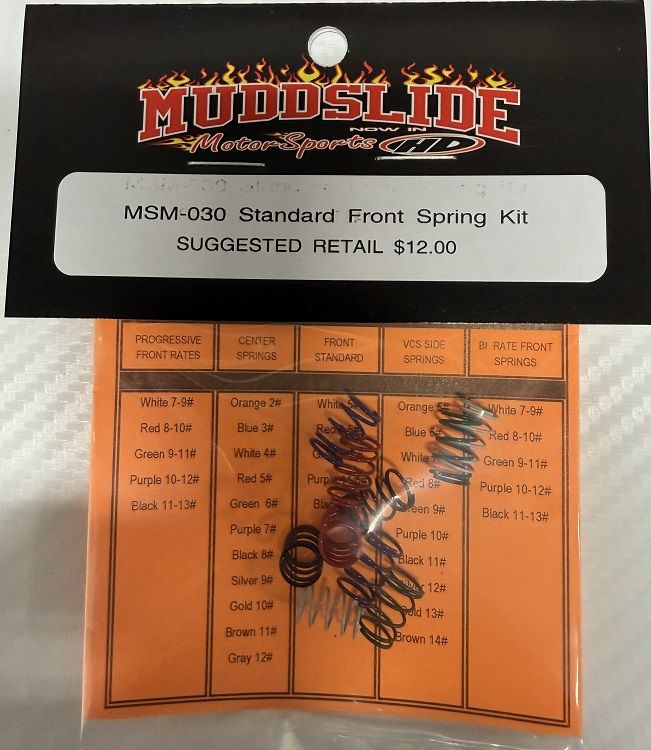 MUDDSLIDE
NOW IN
MotorSports HD
MSM-030 Standard Front Spring Kit
SUGGESTED RETAIL $12.00
PROGRESSIVE
FRONT RATES
White 7-9#
Red 8-10#
Green 9-11#
Purple 10-12#
Black 11-13#
CENTER
SPRINGS
Orange 2#
Blue 3#
White 4#
Red 5#
Green 6#
Purple 7#
Black 8#
Silver 9#
Gold 10#
Brown 11#
Gray 12#
FRONT
STANDARD
White
Red
VCS SIDE
SPRINGS
Orange 5#
Blue
Red 8#
Green 9#
Purple 10#
Black 11#
Silver 12#
Gold 13#
Brown 14#
BI RATE FRONT
SPRINGS
White 7-9#
Red 8-10#
Green 9-11#
Purple 10-12#
Black 11-13#